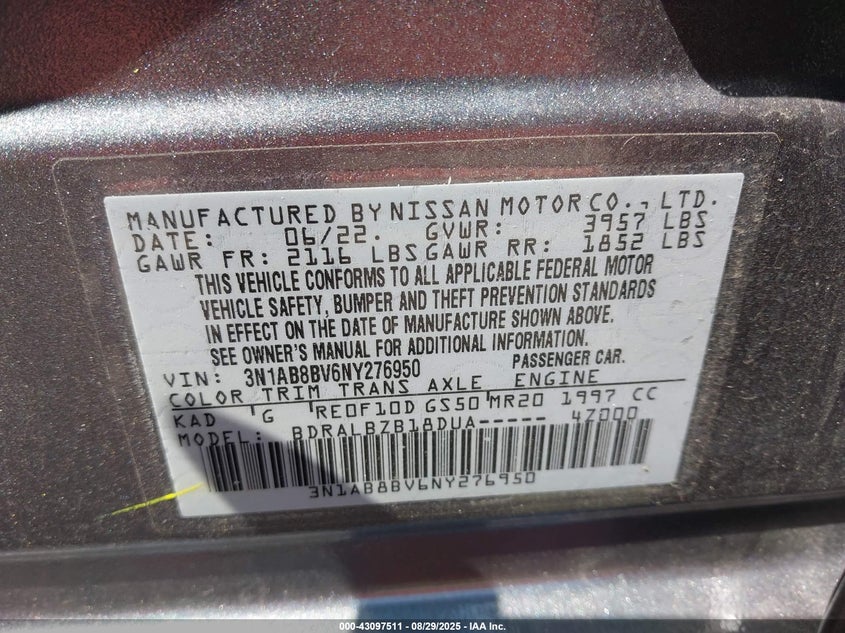 MANUFACTURED BY NISSAN MOTOR CO., LTD.
DATE: 06/22. GVWR: 3957 LBS
GAWR FR: 2116 LBS GAWR RR: 1852 LBS
THIS VEHICLE CONFORMS TO ALL APPLICABLE FEDERAL MOTOR
VEHICLE SAFETY, BUMPER AND THEFT PREVENTION STANDARDS
IN EFFECT ON THE DATE OF MANUFACTURE SHOWN ABOVE.
SEE OWNER'S MANUAL FOR ADDITIONAL INFORMATION.
VIN: 3N1AB8BV6NY276950 PASSENGER CAR.
COLOR TRIM TRANS AXLE ENGINE
KAD G RE0F10D GS50 MR20 1997 CC
MODEL: BDRALBZB18DUA----- 4Z000
3N1AB8BV6NY276950
000-43097511 - 08/29/2025 - IAA Inc.